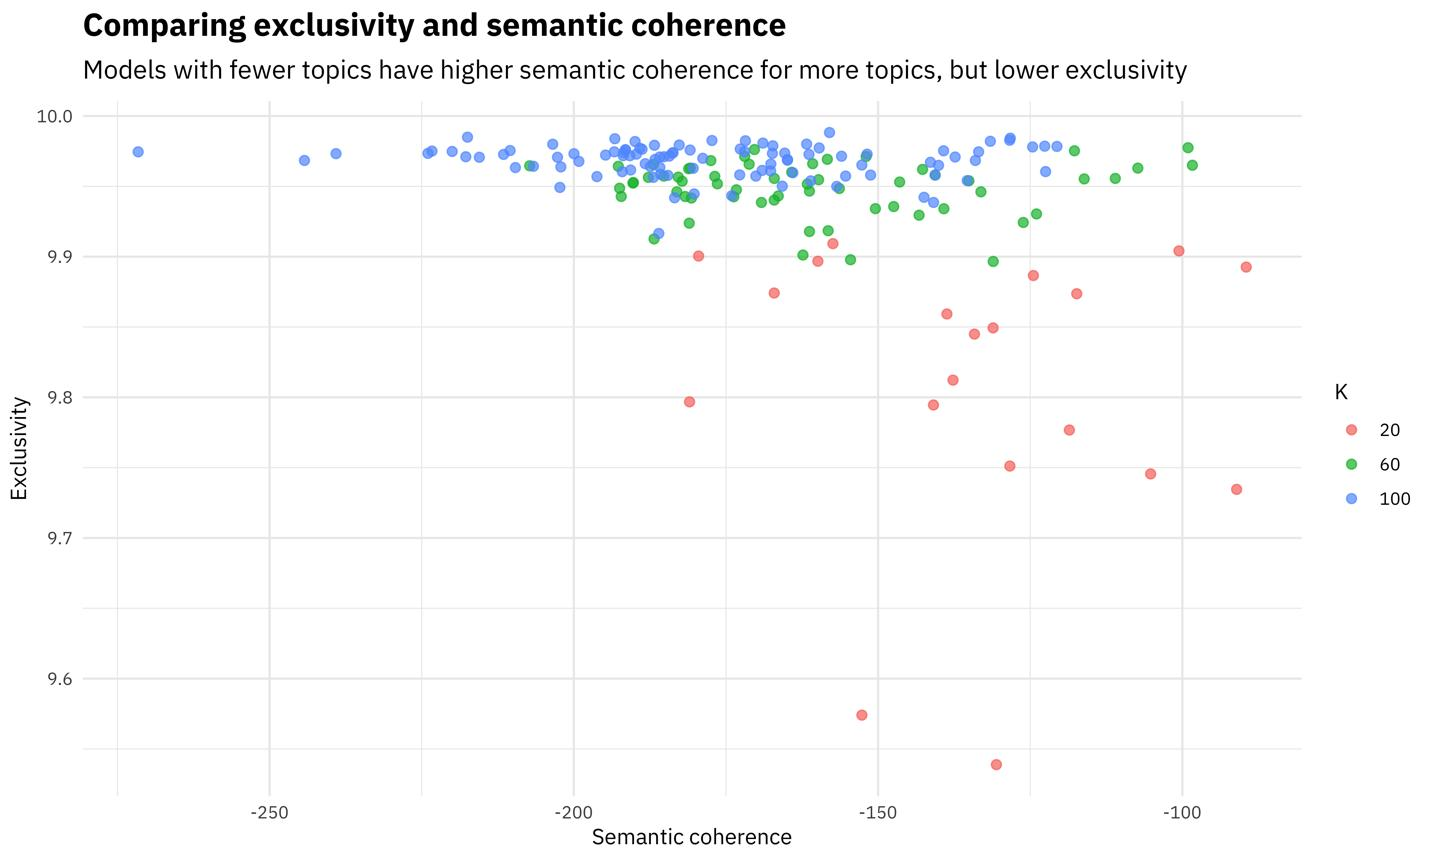 Comparing exclusivity and semantic coherence
Models with fewer topics have higher semantic coherence for more topics, but lower exclusivity
10.0
9.9
9.8
9.7
9.6
Exclusivity
-250
-200
-150
-100
Semantic coherence
K
20
60
100